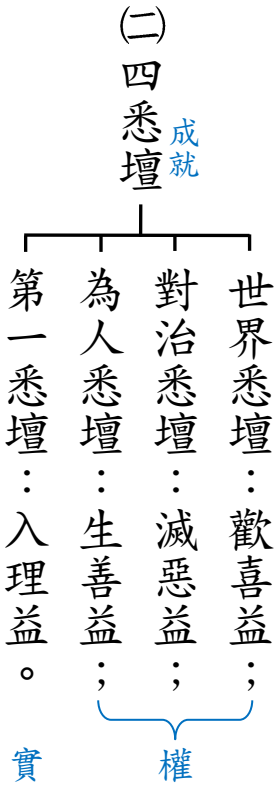 ㈡四悉壇
成就
世界悉壇：歡喜益；
對治悉壇：滅惡益；
為人悉壇：生善益；
第一悉壇：入理益。
權
實